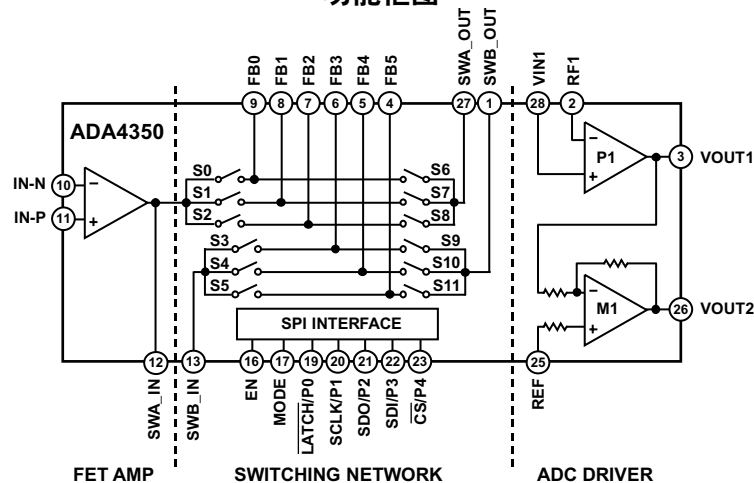 功能框图
FB0
FB1
FB2
FB3
FB4
FB5
SWA_OUT
SWB_OUT
VIN1
RF1
9
8
7
6
5
4
27
1
28
2
ADA4350
IN-N
10
−
IN-P
11
+
S0
S1
S2
S3
S4
S5
S6
S7
S8
S9
S10
S11
−
P1
+
3
VOUT1
−
M1
+
26
VOUT2
SPI INTERFACE
12
13
16
17
19
20
21
22
23
25
SWA_IN
SWB_IN
EN
MODE
LATCH/P0
SCLK/P1
SDO/P2
SDI/P3
CS/P4
REF
FET AMP
SWITCHING NETWORK
ADC DRIVER